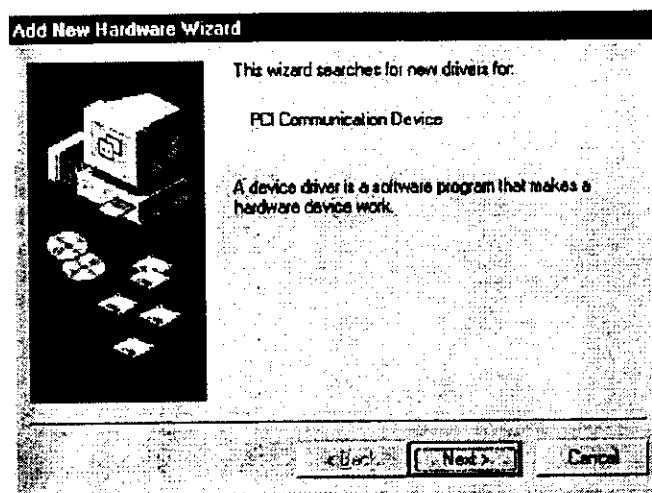 Add New Hardware Wizard
This wizard searches for new drivers for:
PCI Communication Device
A device driver is a software program that makes a
hardware device work.
< Back
Next >
Cancel